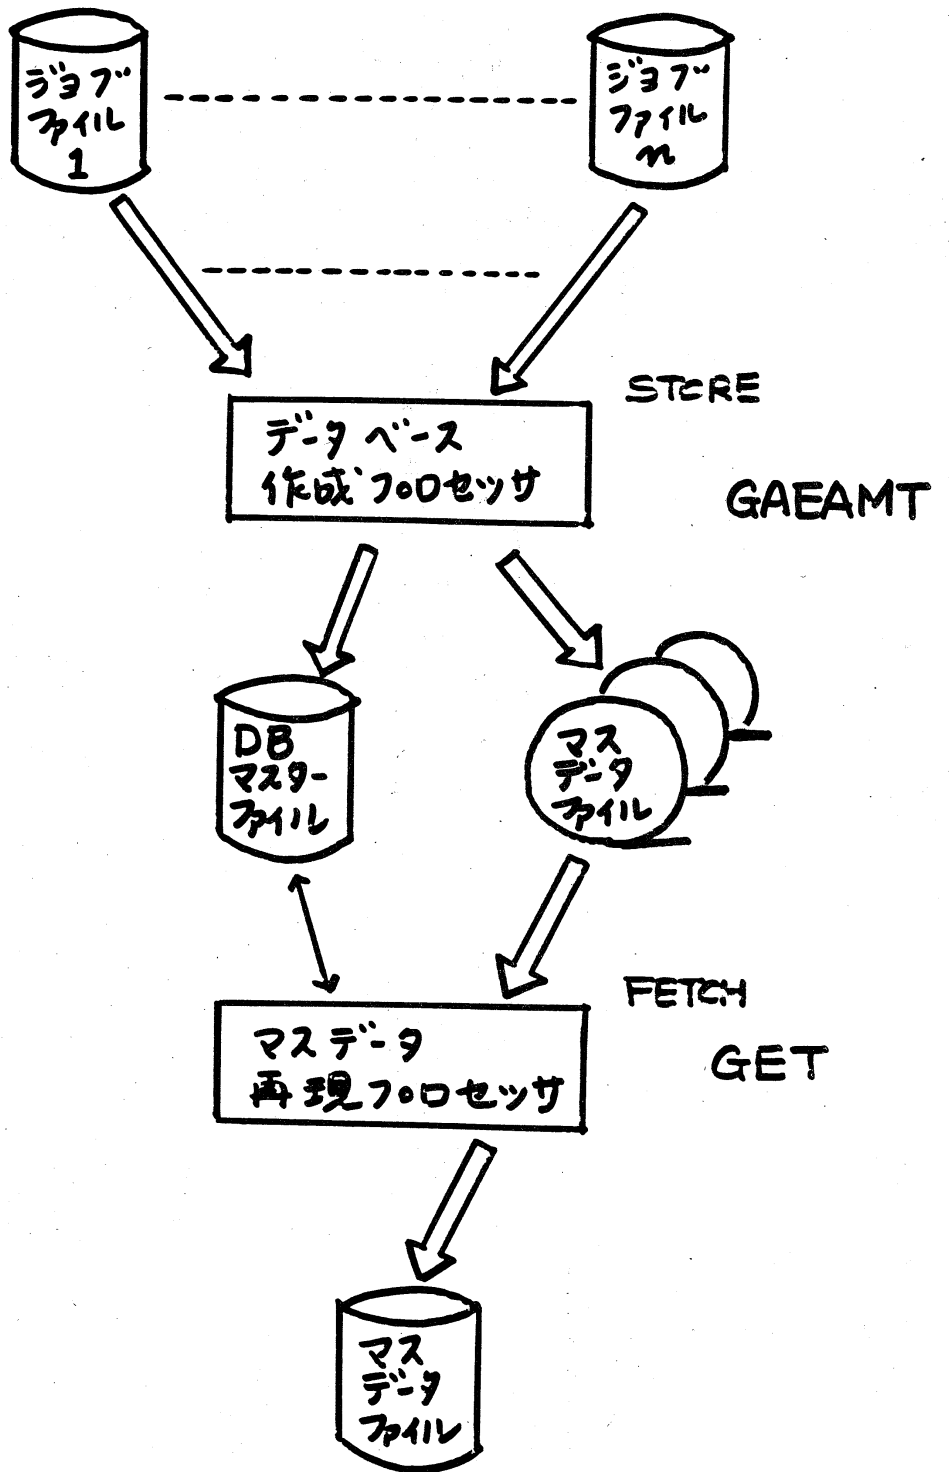 ジョブ
ファイル
1
ジョブ
ファイル
n
STORE
データ ベース
作成プロセッサ
GAEAMT
DB
マスター
ファイル
マス
データ
ファイル
FETCH
マス データ
再現プロセッサ
GET
マス
データ
ファイル